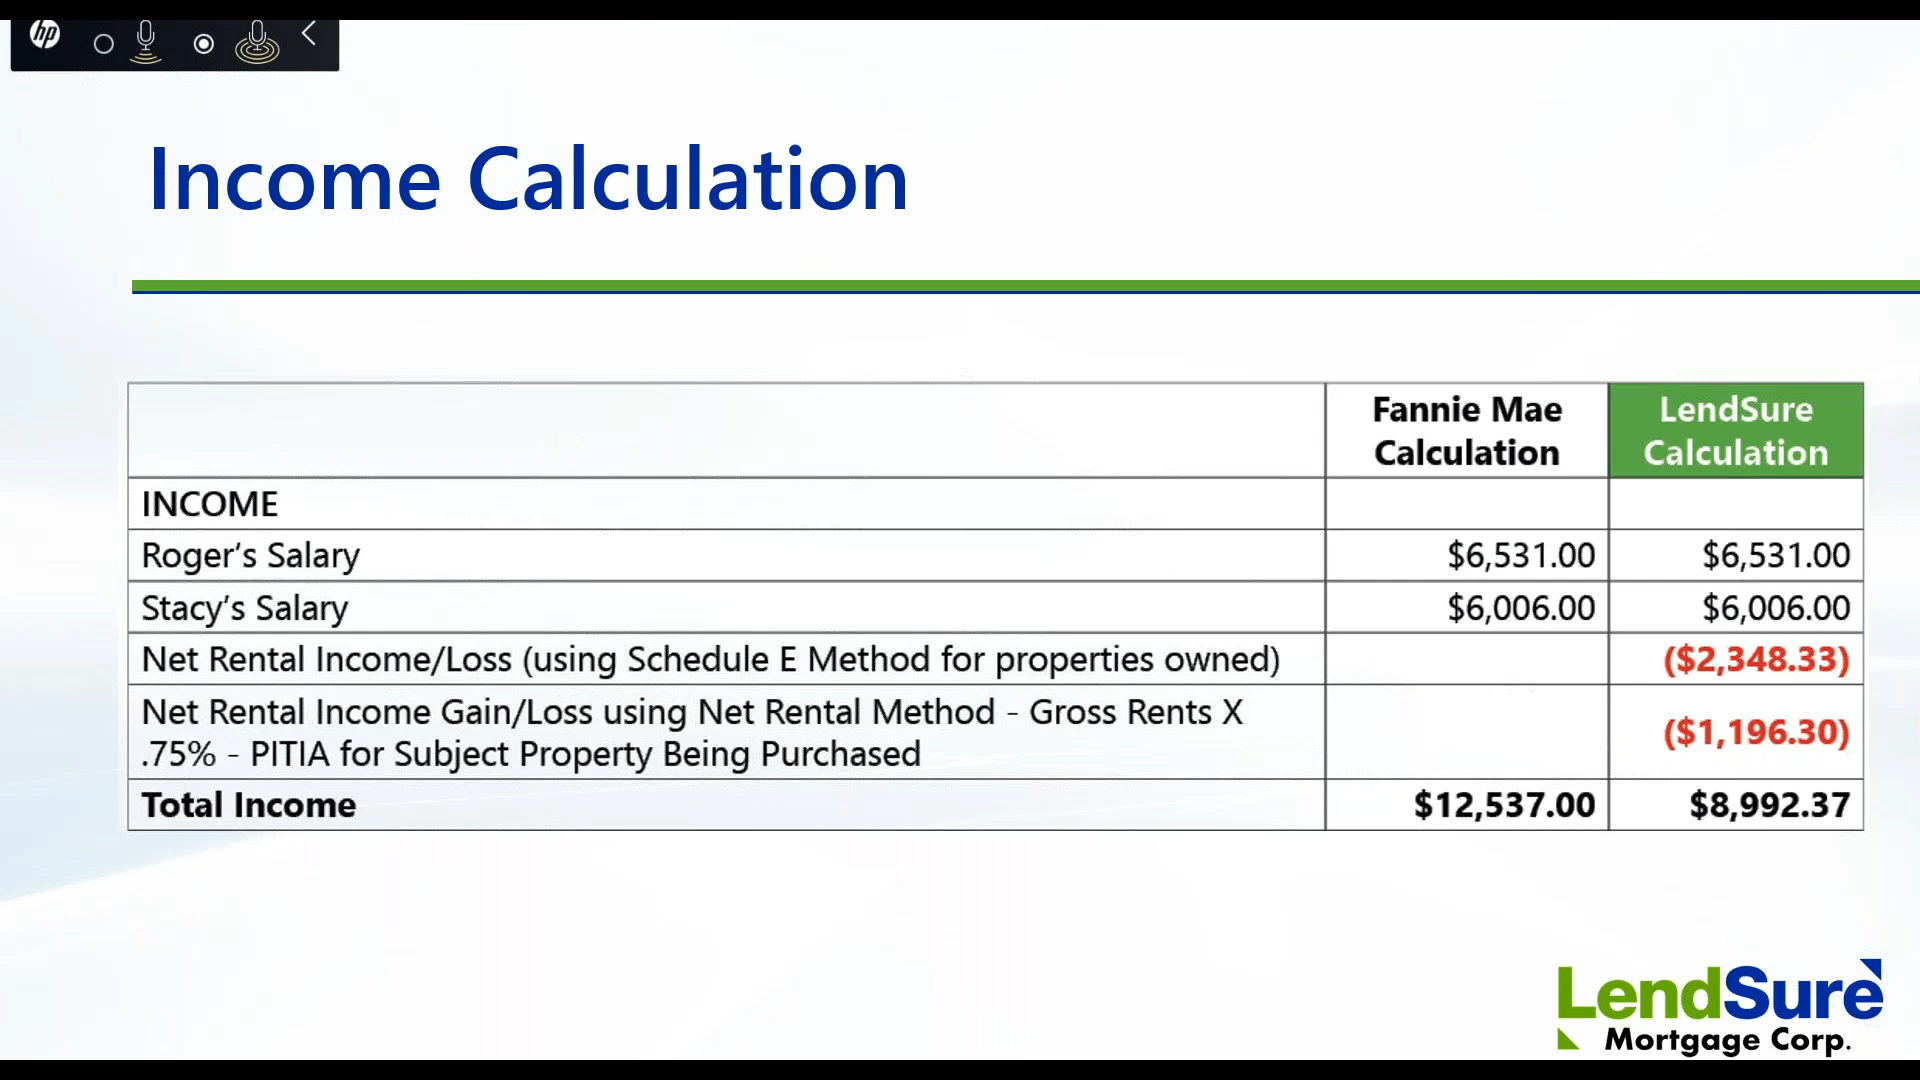 hp
Income Calculation
Fannie Mae
Calculation
LendSure
Calculation
INCOME
Roger's Salary $6,531.00 $6,531.00
Stacy's Salary $6,006.00 $6,006.00
Net Rental Income/Loss (using Schedule E Method for properties owned) ($2,348.33)
Net Rental Income Gain/Loss using Net Rental Method - Gross Rents X
.75% - PITIA for Subject Property Being Purchased ($1,196.30)
Total Income $12,537.00 $8,992.37
LendSure
Mortgage Corp.